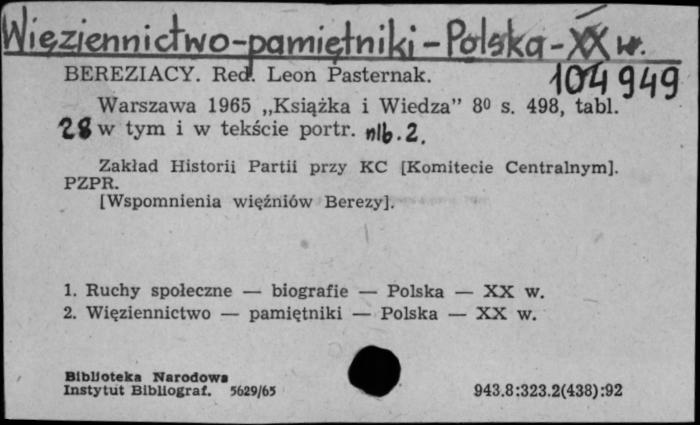 Więziennictwo-pamiętniki-Polska-XX w.
BEREZIACY. Red. Leon Pasternak.
104949
Warszawa 1965 „Książka i Wiedza” 8⁰ s. 498, tabl.
28 w tym i w tekście portr. nlb.2.
Zakład Historii Partii przy KC [Komitecie Centralnym].
PZPR.
[Wspomnienia więźniów Berezy].
1. Ruchy społeczne — biografie — Polska — XX w.
2. Więziennictwo — pamiętniki — Polska — XX w.
Biblioteka Narodowa
Instytut Bibliograf. 5629/65
943.8:323.2(438):92